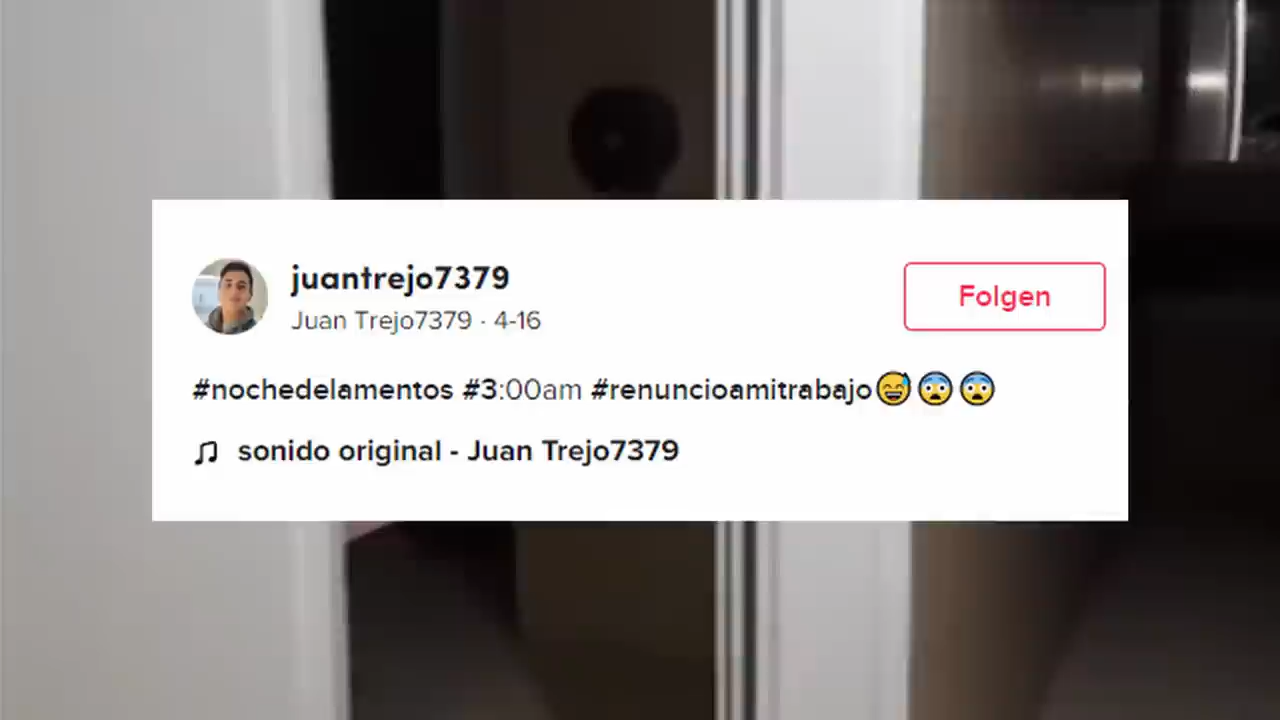 juantrejo7379
Juan Trejo7379 · 4-16
Folgen
#nochedelamentos #3:00am #renuncioamitrabajo😅😨😨
sonido original - Juan Trejo7379